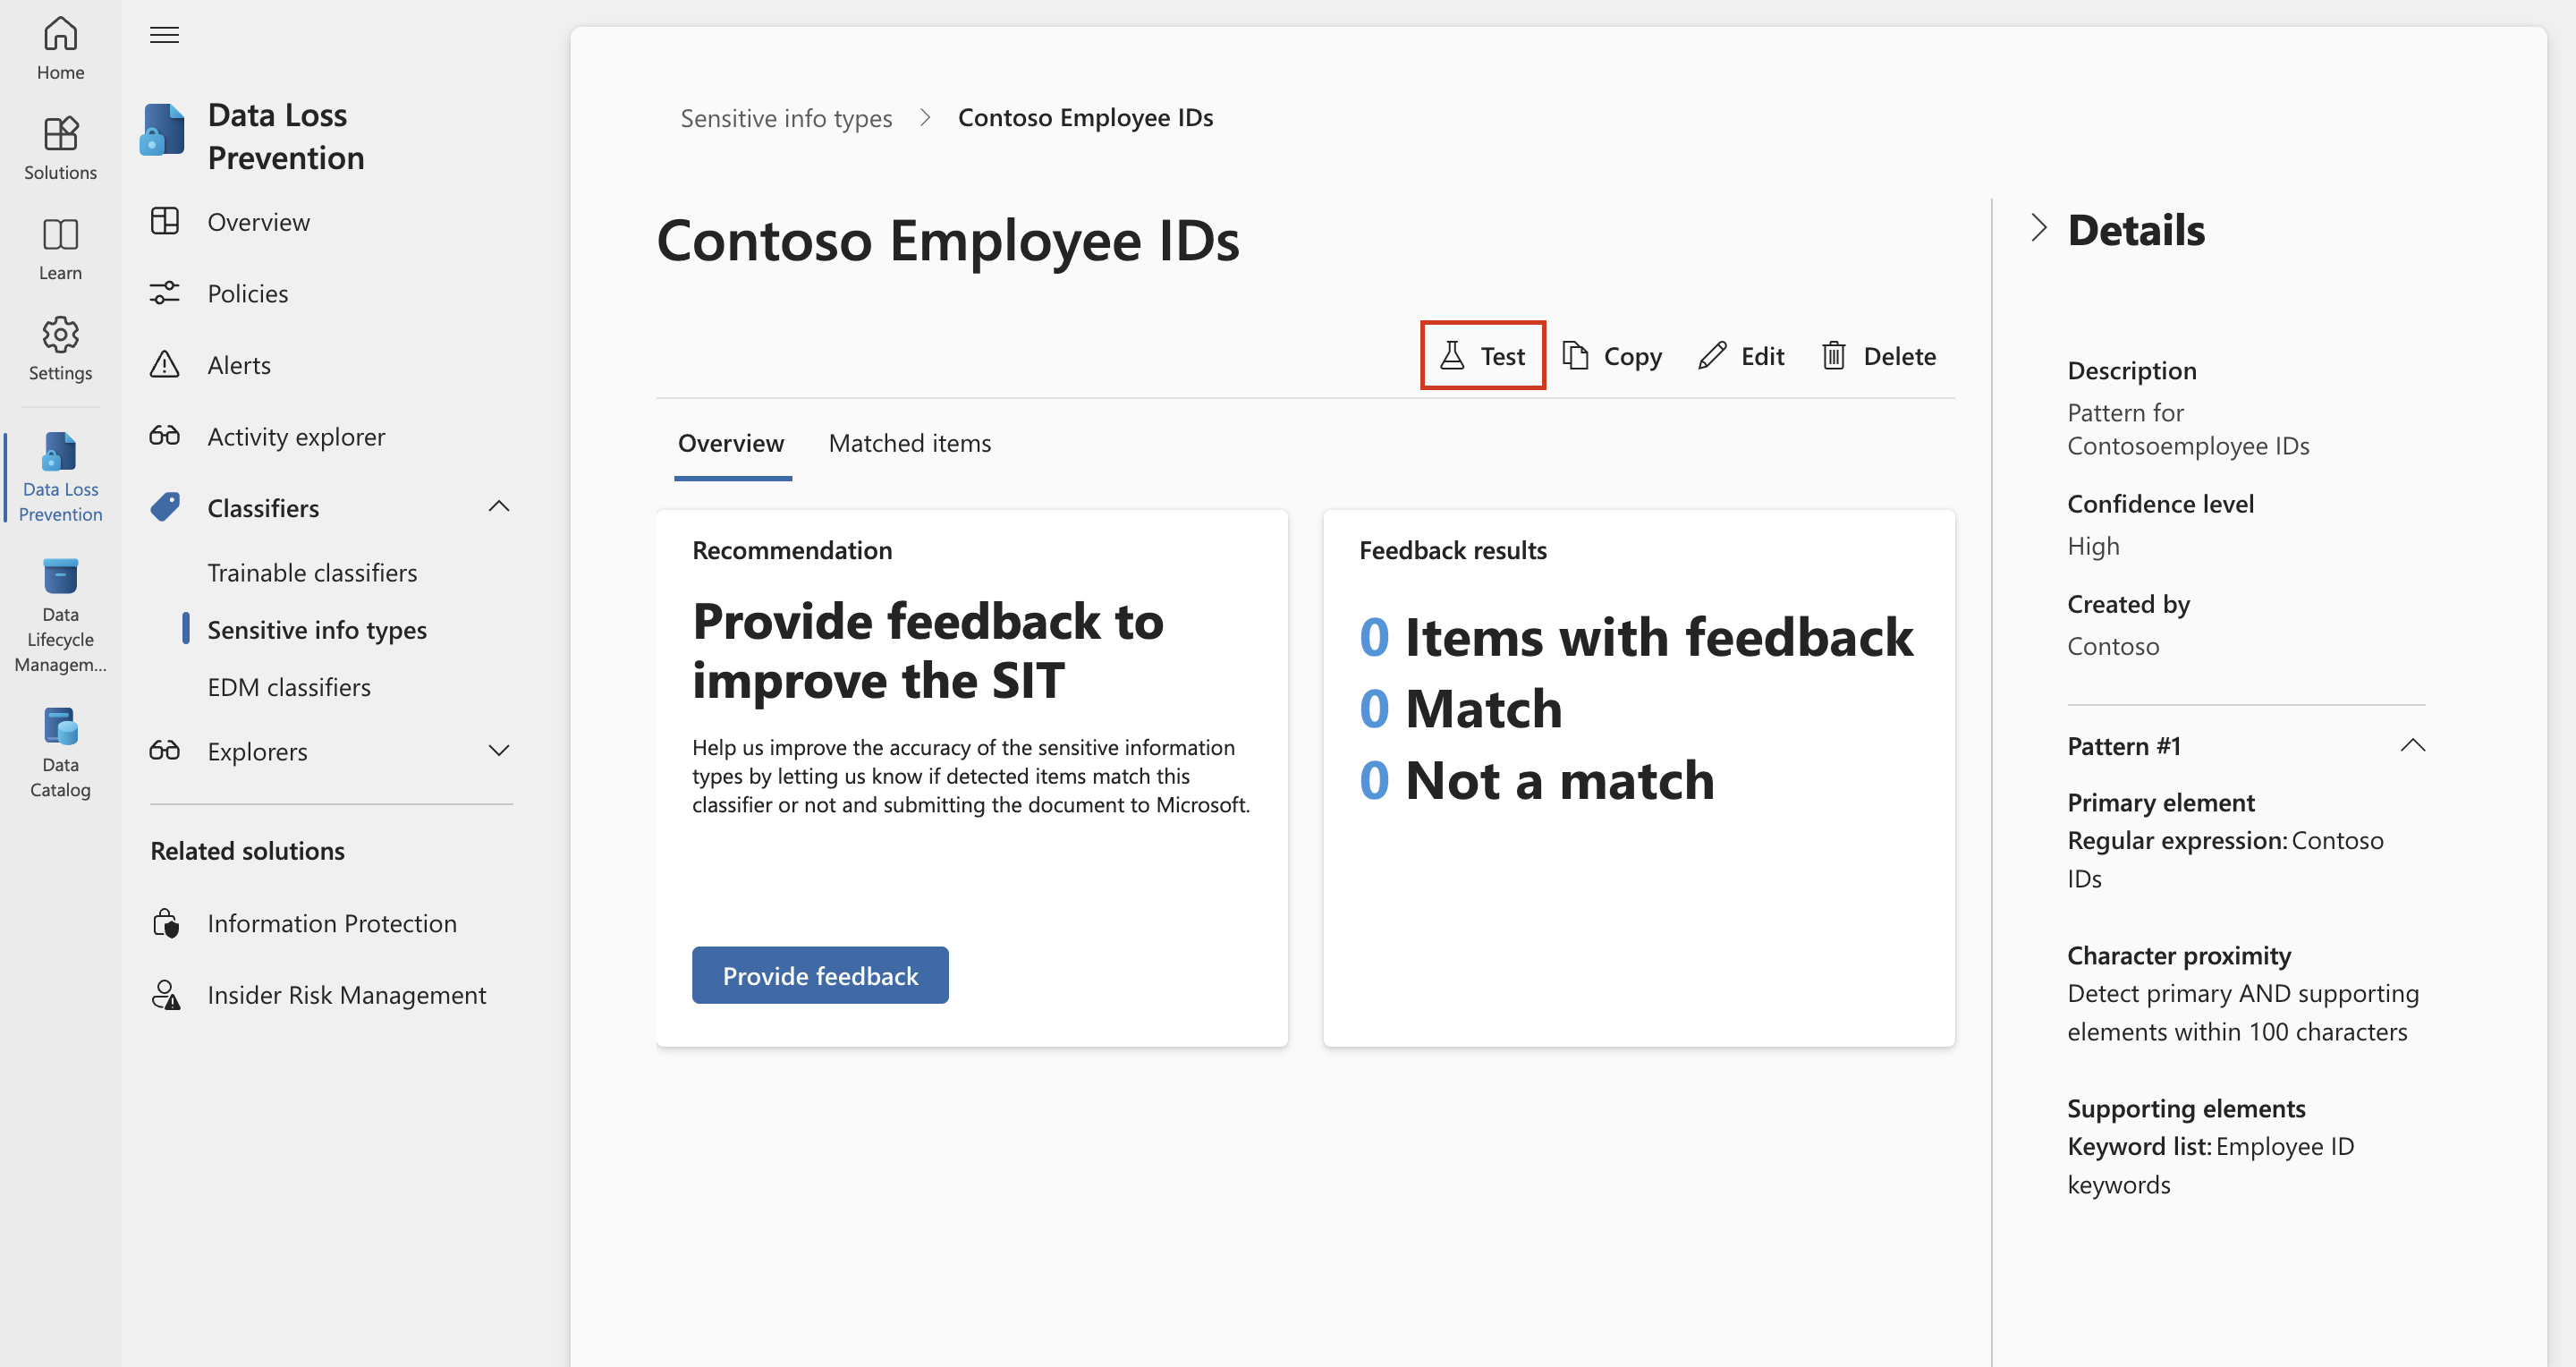 Home
Solutions
Learn
Settings
Data Loss
Prevention
Data
Lifecycle
Managem...
Data
Catalog
Data Loss
Prevention
Overview
Policies
Alerts
Activity explorer
Classifiers
Trainable classifiers
Sensitive info types
EDM classifiers
Explorers
Related solutions
Information Protection
Insider Risk Management
Sensitive info types > Contoso Employee IDs
Contoso Employee IDs
Test Copy Edit Delete
Overview Matched items
Recommendation
Provide feedback to
improve the SIT
Help us improve the accuracy of the sensitive information
types by letting us know if detected items match this
classifier or not and submitting the document to Microsoft.
Provide feedback
Feedback results
0 Items with feedback
0 Match
0 Not a match
Details
Description
Pattern for
Contosoemployee IDs
Confidence level
High
Created by
Contoso
Pattern #1
Primary element
Regular expression: Contoso
IDs
Character proximity
Detect primary AND supporting
elements within 100 characters
Supporting elements
Keyword list: Employee ID
keywords